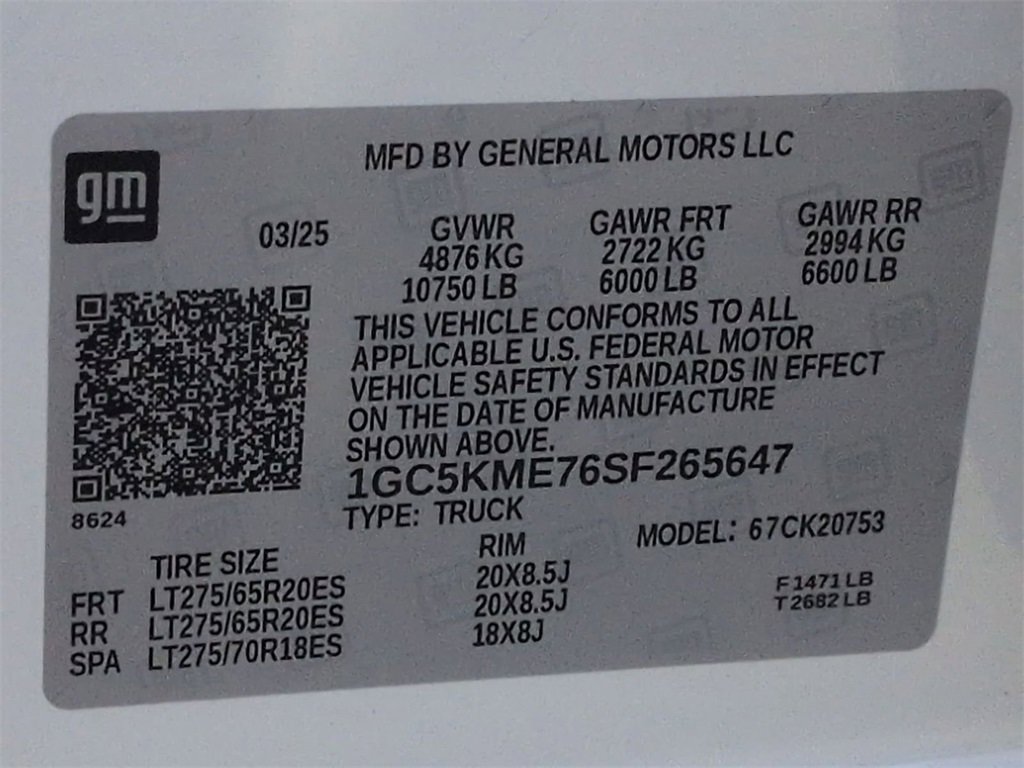 gm
MFD BY GENERAL MOTORS LLC
03/25
GVWR GAWR FRT GAWR RR
4876 KG 2722 KG 2994 KG
10750 LB 6000 LB 6600 LB
THIS VEHICLE CONFORMS TO ALL
APPLICABLE U.S. FEDERAL MOTOR
VEHICLE SAFETY STANDARDS IN EFFECT
ON THE DATE OF MANUFACTURE
SHOWN ABOVE.
1GC5KME76SF265647
8624
TYPE: TRUCK
MODEL: 67CK20753
TIRE SIZE RIM
FRT LT275/65R20ES 20X8.5J
RR LT275/65R20ES 20X8.5J
SPA LT275/70R18ES 18X8J
F 1471 LB
T 2682 LB